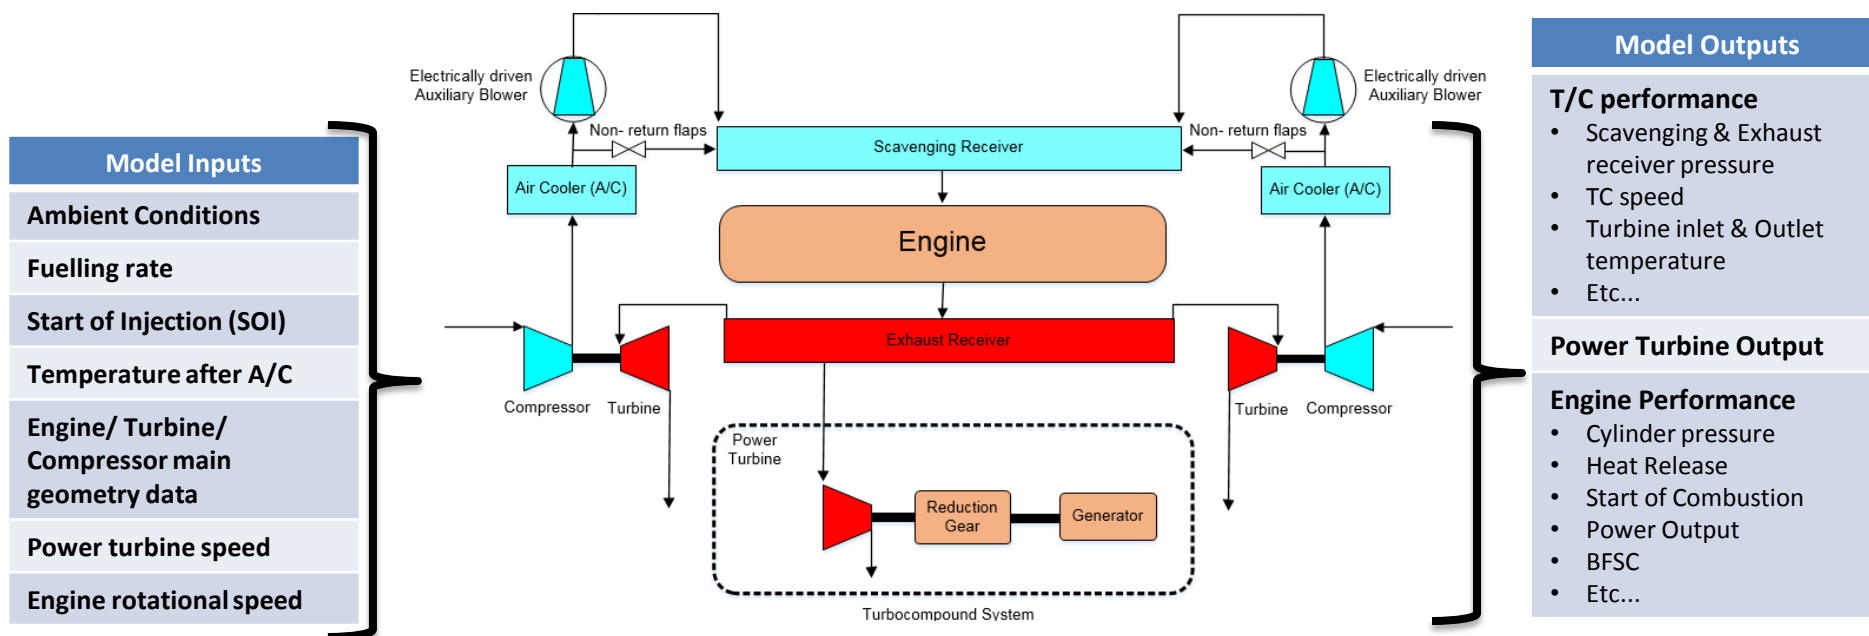 Model Inputs
Ambient Conditions
Fuelling rate
Start of Injection (SOI)
Temperature after A/C
Engine/ Turbine/
Compressor main
geometry data
Power turbine speed
Engine rotational speed
Electrically driven
Auxiliary Blower
Non- return flaps
Air Cooler (A/C)
Scavenging Receiver
Engine
Exhaust Receiver
Compressor
Turbine
Electrically driven
Auxiliary Blower
Non- return flaps
Air Cooler (A/C)
Turbine
Compressor
Power
Turbine
Reduction
Gear
Generator
Turbocompound System
Model Outputs
T/C performance
• Scavenging & Exhaust
receiver pressure
• TC speed
• Turbine inlet & Outlet
temperature
• Etc...
Power Turbine Output
Engine Performance
• Cylinder pressure
• Heat Release
• Start of Combustion
• Power Output
• BFSC
• Etc...